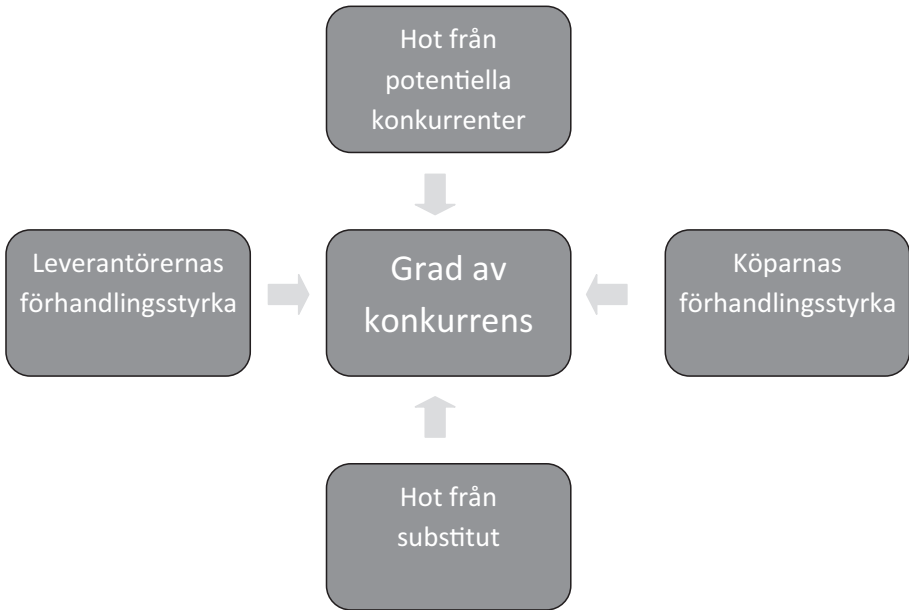 Hot från
potentiella
konkurrenter
Leverantörernas
förhandlingsstyrka
Grad av
konkurrens
Köparnas
förhandlingsstyrka
Hot från
substitut